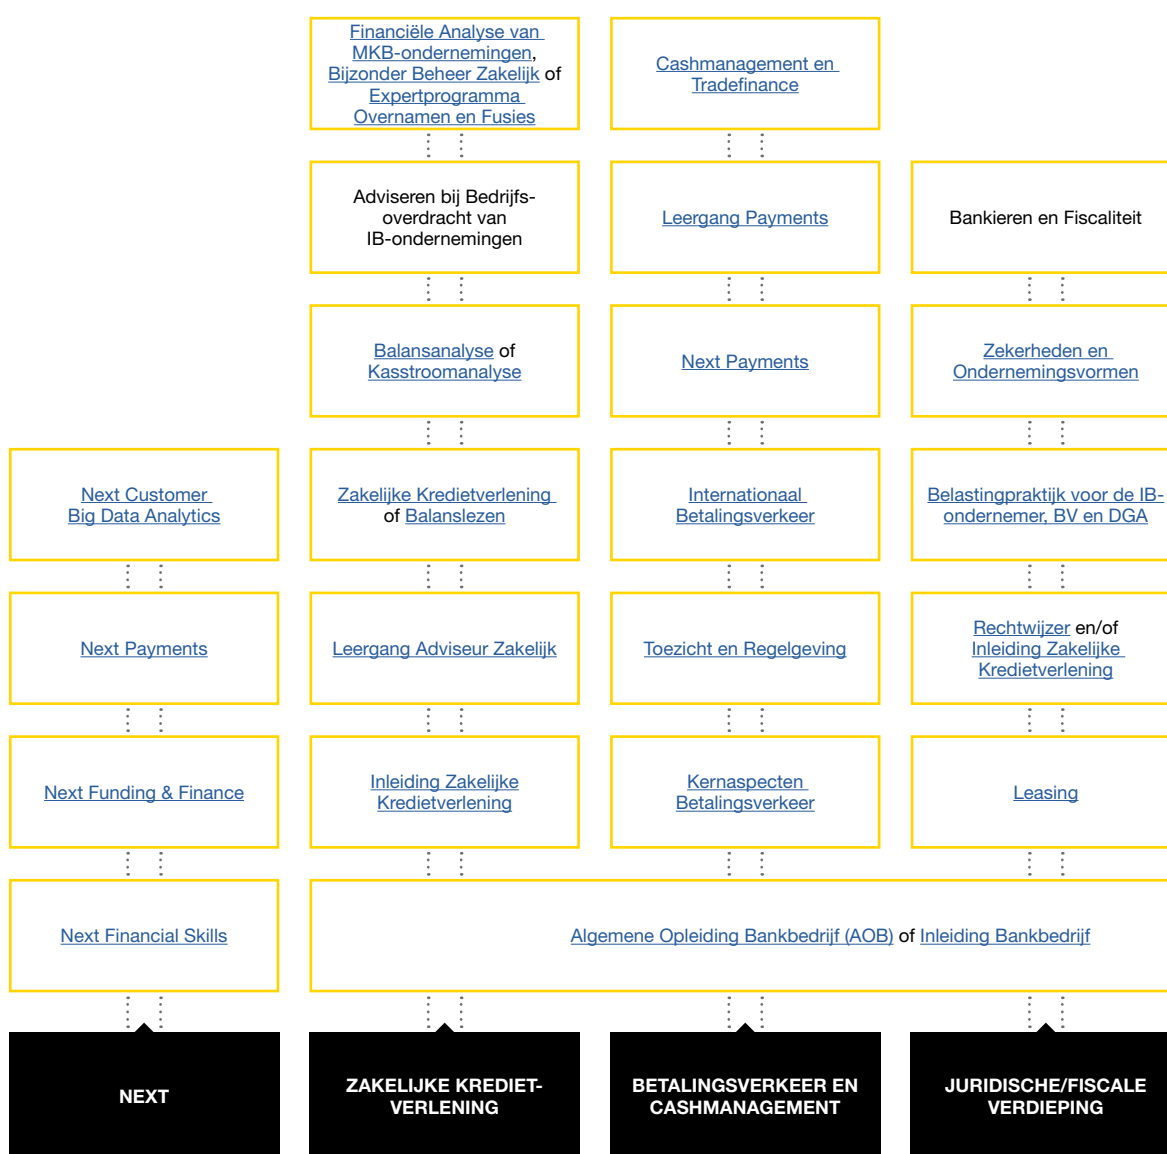 Financiële Analyse van
MKB-ondernemingen,
Bijzonder Beheer Zakelijk of
Expertprogramma
Overnamen en Fusies
Cashmanagement en
Tradefinance
Adviseren bij Bedrijfs-
overdracht van
IB-ondernemingen
Leergang Payments
Bankieren en Fiscaliteit
Balansanalyse of
Kasstroomanalyse
Next Payments
Zekerheden en
Ondernemingsvormen
Next Customer
Big Data Analytics
Zakelijke Kredietverlening
of Balanslezen
Internationaal
Betalingsverkeer
Belastingpraktijk voor de IB-
ondernemer, BV en DGA
Next Payments
Leergang Adviseur Zakelijk
Toezicht en Regelgeving
Rechtwijzer en/of
Inleiding Zakelijke
Kredietverlening
Next Funding & Finance
Inleiding Zakelijke
Kredietverlening
Kernaspecten
Betalingsverkeer
Leasing
Next Financial Skills
Algemene Opleiding Bankbedrijf (AOB) of Inleiding Bankbedrijf
NEXT
ZAKELIJKE KREDIET-
VERLENING
BETALINGSVERKEER EN
CASHMANAGEMENT
JURIDISCHE/FISCALE
VERDIEPING